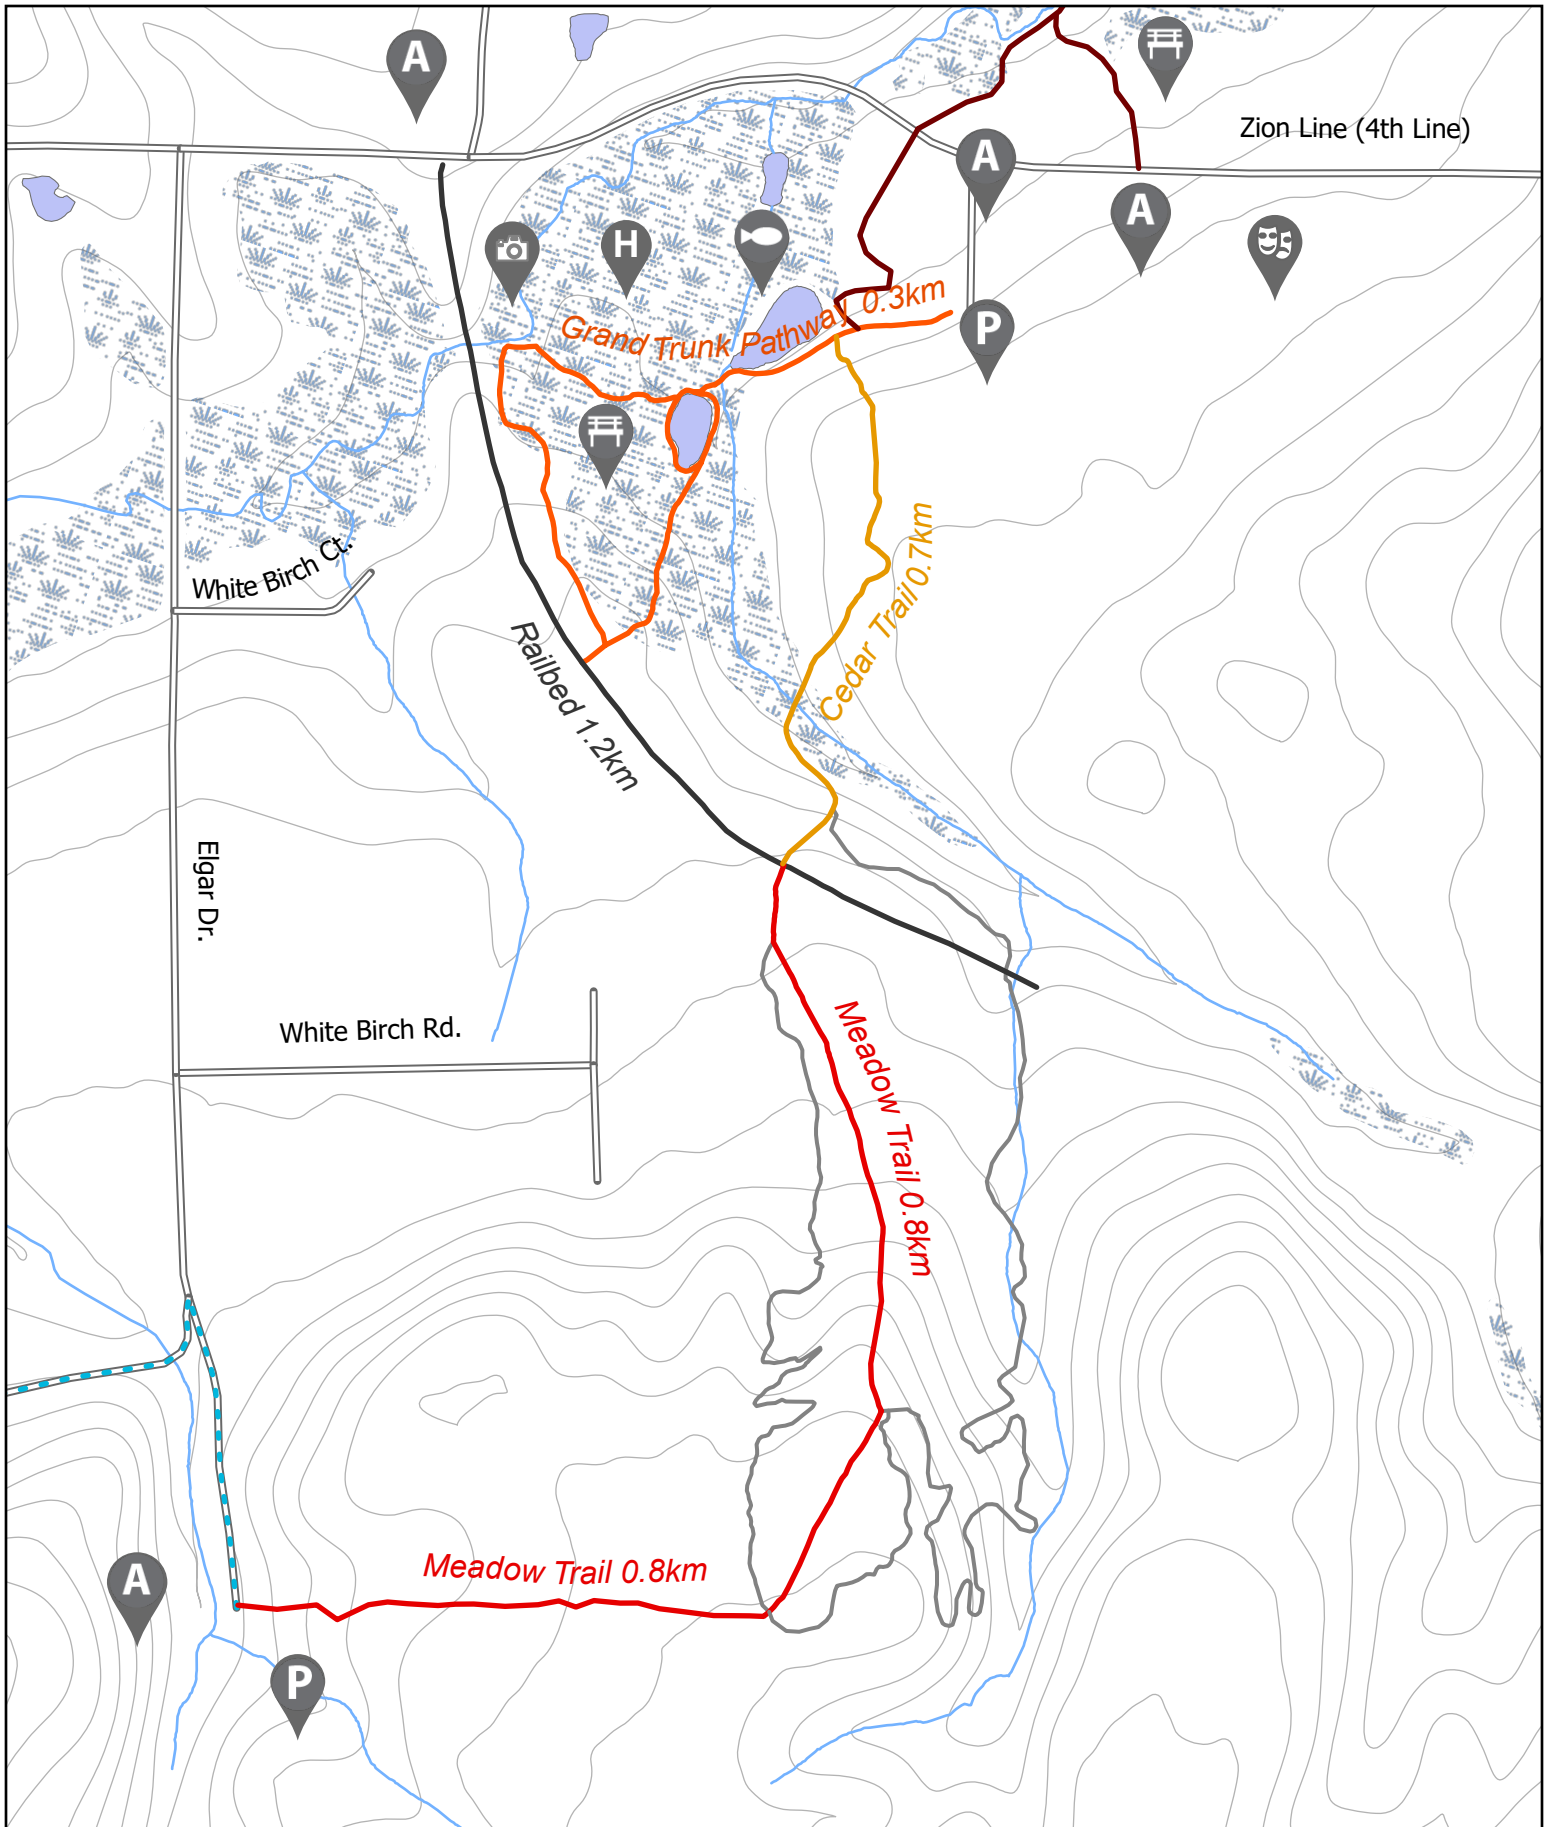 A
Zion Line (4th Line)
A
A
H
P
Grand Trunk Pathway 0.3km
White Birch Ct.
Cedar Trail 0.7km
Railbed 1.2km
Elgar Dr.
White Birch Rd.
Meadow Trail 0.8km
Meadow Trail 0.8km
A
P